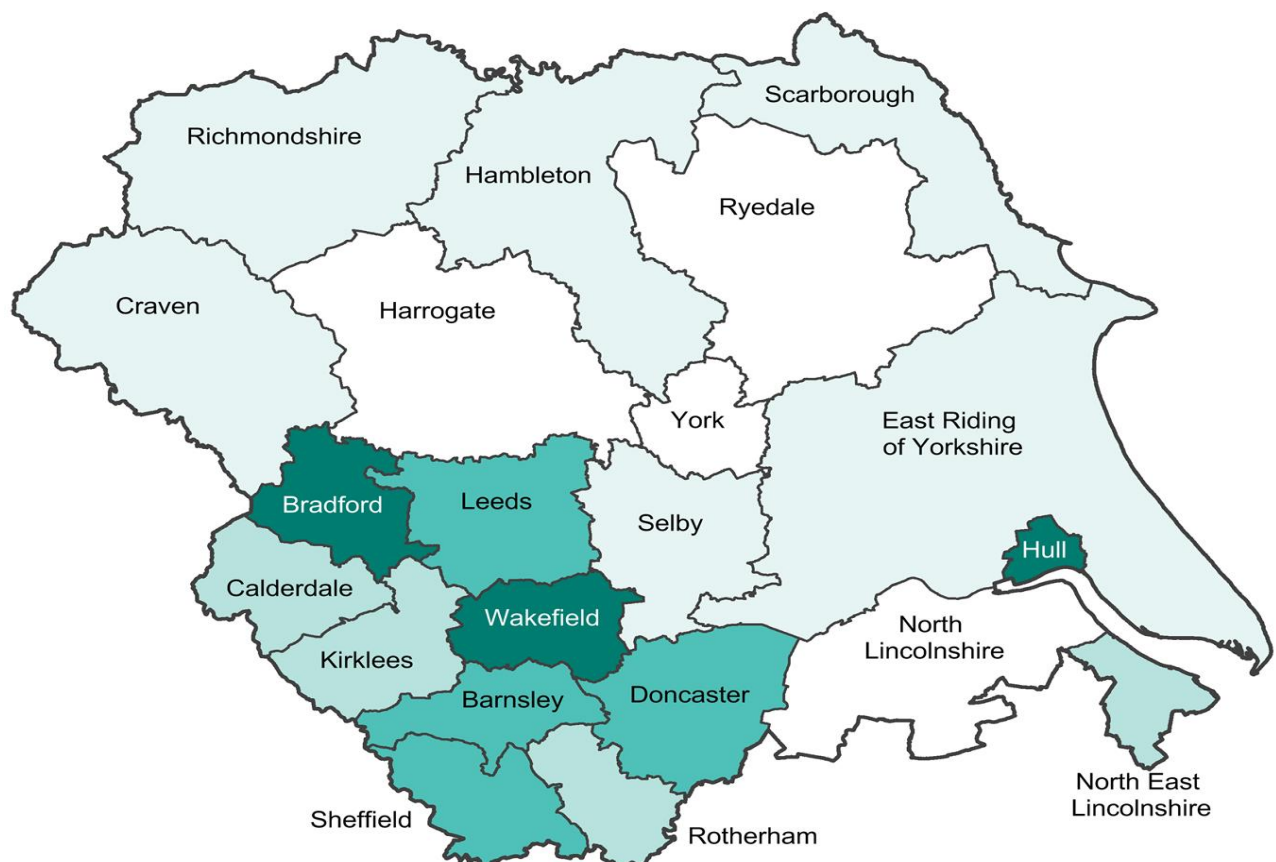 Scarborough
Richmondshire
Hambleton
Ryedale
Craven
Harrogate
York
East Riding
of Yorkshire
Bradford
Leeds
Selby
Hull
Calderdale
Wakefield
North
Lincolnshire
Kirklees
Barnsley
Doncaster
North East
Lincolnshire
Sheffield
Rotherham